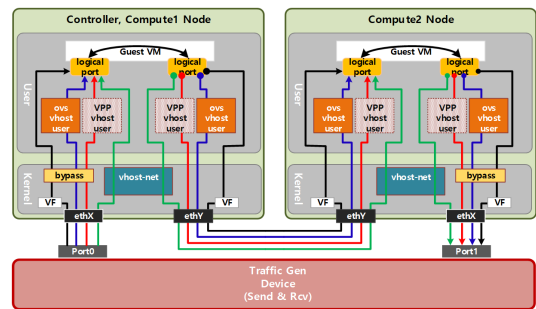 Controller, Compute1 Node
Guest VM
logical
port
logical
port
User
ovs
vhost
user
VPP
vhost
user
VPP
vhost
user
ovs
vhost
user
Kernel
bypass
vhost-net
VF
VF
ethX
ethY
Port0
Compute2 Node
Guest VM
logical
port
logical
port
User
ovs
vhost
user
VPP
vhost
user
VPP
vhost
user
ovs
vhost
user
Kernel
vhost-net
bypass
VF
VF
ethY
ethX
Port1
Traffic Gen
Device
(Send & Rcv)